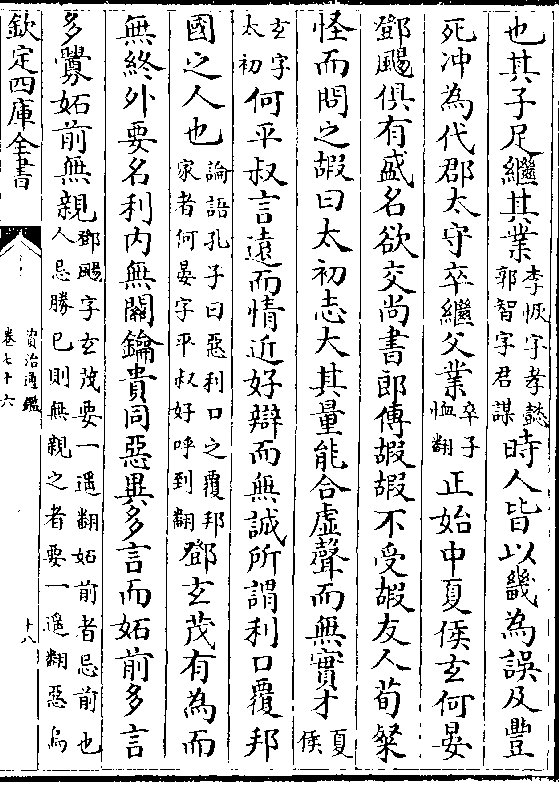 也其子足繼其業李恢字孝懿郭智字君謀時人皆以畿為誤及豐
死冲為代郡太守卒繼父業卒子恤翻正始中夏侯玄何晏
鄧颺俱有盛名欲交尚書郎傅嘏嘏不受嘏友人荀粲
怪而問之嘏曰太初志大其量能合虛聲而無實才夏侯
玄字太初何平叔言遠而情近好辯而無誠所謂利口覆邦
國之人也論語孔子曰惡利口之覆邦家者何晏字平叔好呼到翻鄧玄茂有為而
無終外要名利内無關鑰貴同惡異多言而妬前多言
多釁妬前無親鄧颺字玄茂要一遥翻妬前者忌前也人忌勝已則無親之者要一遥翻惡烏
欽定四庫全書
資治通鑑
卷七十六
十八